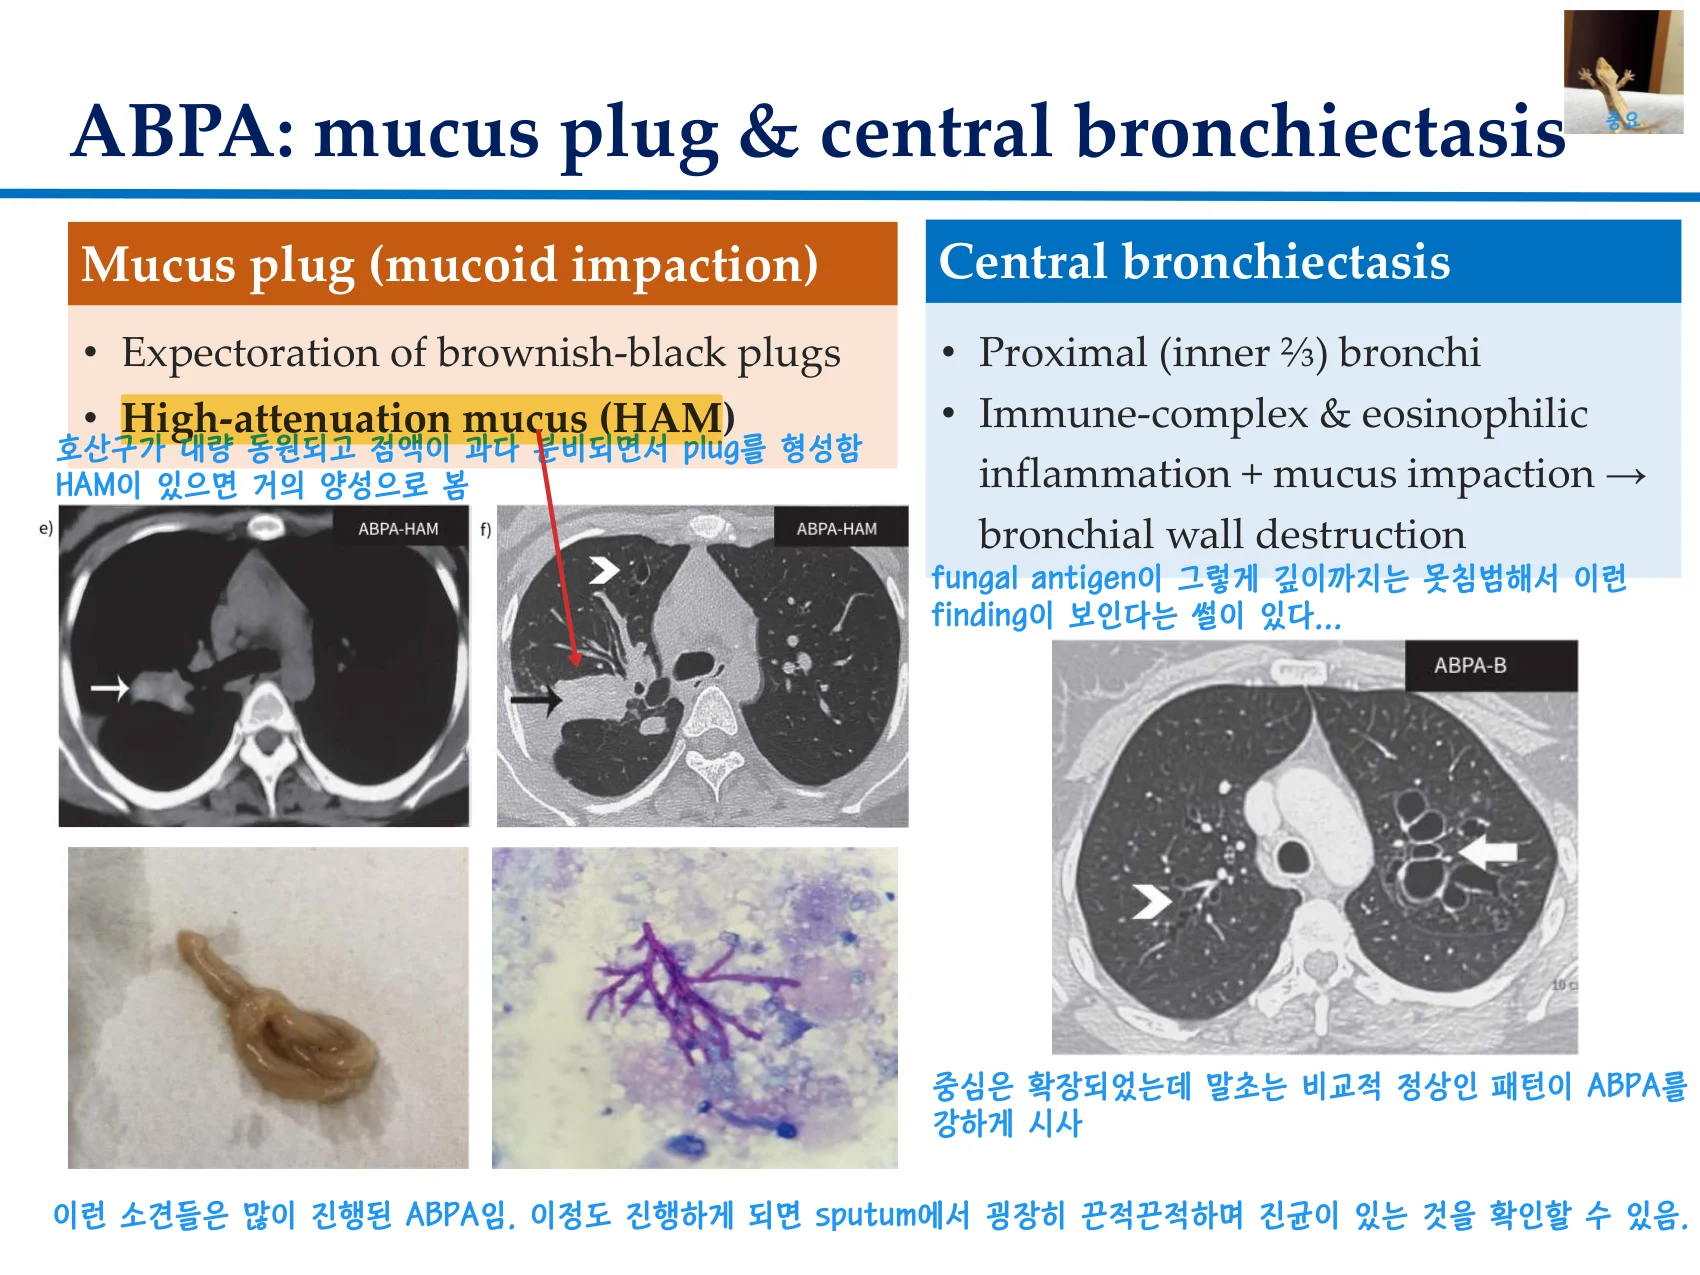 중요
ABPA: mucus plug & central bronchiectasis
Mucus plug (mucoid impaction)
• Expectoration of brownish-black plugs
• High-attenuation mucus (HAM)
호산구가 대량 동원되고 점액이 과다 분비되면서 plug를 형성함
HAM이 있으면 거의 양성으로 봄
e)
ABPA-HAM
f)
ABPA-HAM
Central bronchiectasis
• Proximal (inner ⅔) bronchi
• Immune-complex & eosinophilic
inflammation + mucus impaction →
bronchial wall destruction
fungal antigen이 그렇게 깊이까지는 못침범해서 이런
finding이 보인다는 썰이 있다...
ABPA-B
10 c
중심은 확장되었는데 말초는 비교적 정상인 패턴이 ABPA를
강하게 시사
이런 소견들은 많이 진행된 ABPA임. 이정도 진행하게 되면 sputum에서 굉장히 끈적끈적하며 진균이 있는 것을 확인할 수 있음.